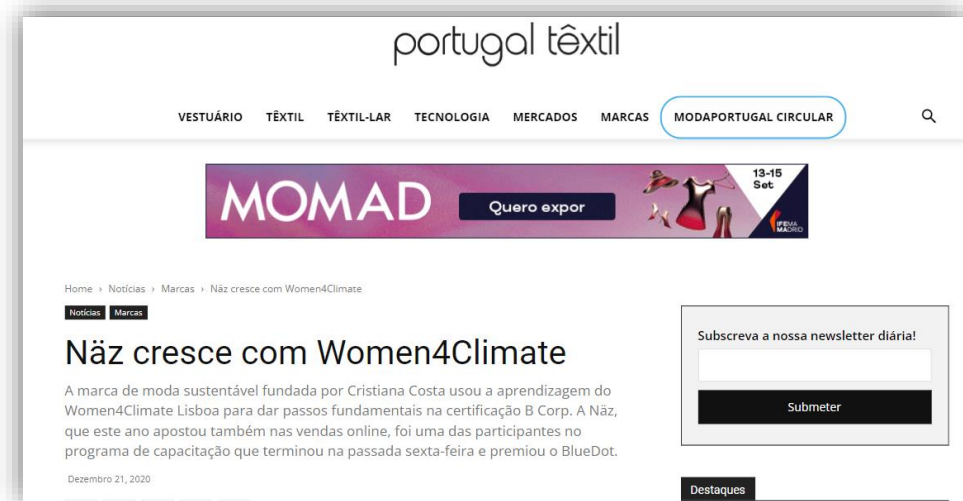 portugal têxtil
VESTUÁRIO TÊXTIL TÊXTIL-LAR TECNOLOGIA MERCADOS MARCAS MODAPORTUGAL CIRCULAR
MOMAD
Quero expor
13-15
Set
IFEMA
MADRID
Home › Notícias › Marcas › Näz cresce com Women4Climate
Notícias Marcas
Näz cresce com Women4Climate
A marca de moda sustentável fundada por Cristiana Costa usou a aprendizagem do
Women4Climate Lisboa para dar passos fundamentais na certificação B Corp. A Näz,
que este ano apostou também nas vendas online, foi uma das participantes no
programa de capacitação que terminou na passada sexta-feira e premiou o BlueDot.
Dezembro 21, 2020
Subscreva a nossa newsletter diária!
Submeter
Destaques